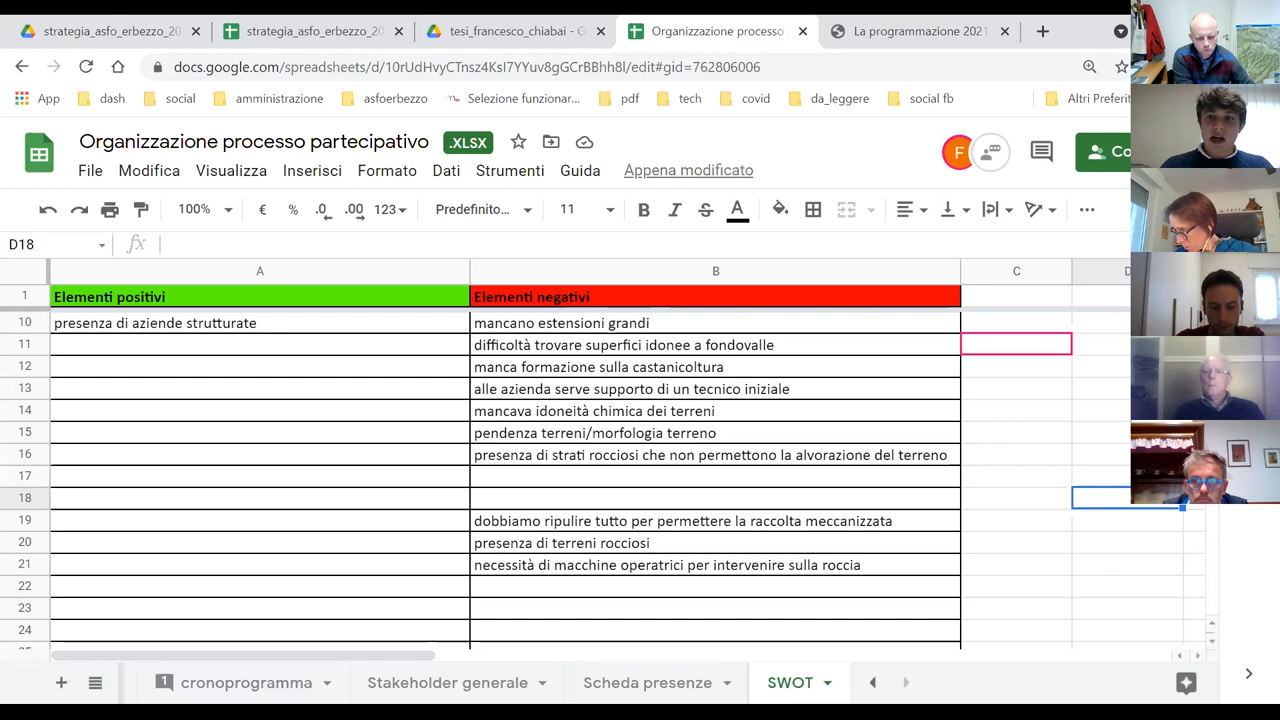 strategia_asfo_erbezzo_20
strategia_asfo_erbezzo_20
tesi_francesco_chiabai - G
Organizzazione processo
La programmazione 2021
docs.google.com/spreadsheets/d/
/edit#gid=762806006
App dash social amministrazione asfoerbezzo Selezione funzionar... pdf tech covid da_leggere social fb Altri Preferit
Organizzazione processo partecipativo .XLSX
F
Co
File Modifica Visualizza Inserisci Formato Dati Strumenti Guida Appena modificato
100% € % .0 .00 123 Predefinito... 11 B I S A
D18 fx
A B C D
1 Elementi positivi Elementi negativi
10 presenza di aziende strutturate mancano estensioni grandi
11 difficoltà trovare superfici idonee a fondovalle
12 manca formazione sulla castanicoltura
13 alle azienda serve supporto di un tecnico iniziale
14 mancava idoneità chimica dei terreni
15 pendenza terreni/morfologia terreno
16 presenza di strati rocciosi che non permettono la alvorazione del terreno
17
18
19 dobbiamo ripulire tutto per permettere la raccolta meccanizzata
20 presenza di terreni rocciosi
21 necessità di macchine operatrici per intervenire sulla roccia
22
23
24
1 cronoprogramma Stakeholder generale Scheda presenze SWOT